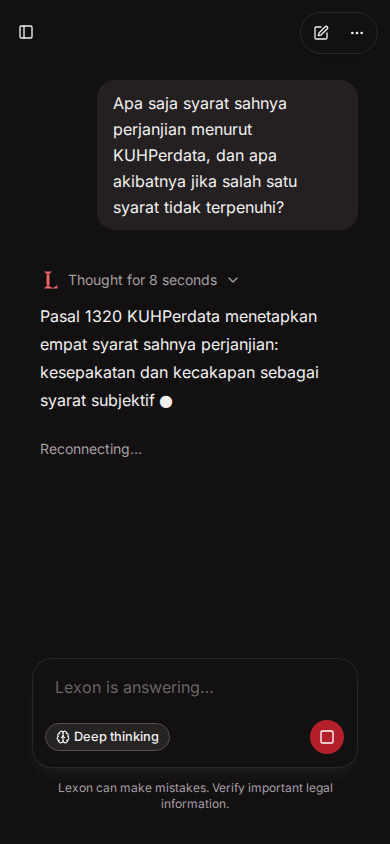 Apa saja syarat sahnya
perjanjian menurut
KUHPerdata, dan apa
akibatnya jika salah satu
syarat tidak terpenuhi?
L Thought for 8 seconds
Pasal 1320 KUHPerdata menetapkan
empat syarat sahnya perjanjian:
kesepakatan dan kecakapan sebagai
syarat subjektif
Reconnecting...
Lexon is answering...
Deep thinking
Lexon can make mistakes. Verify important legal
information.